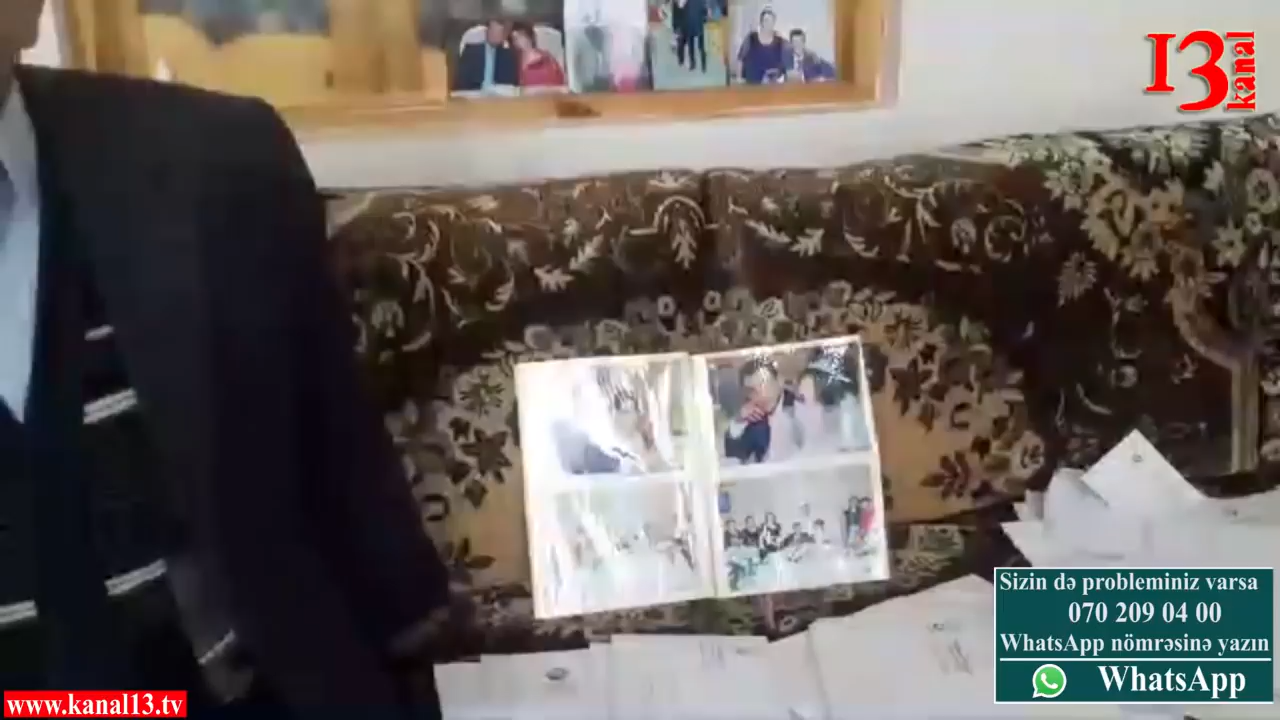 13 kanal
Sizin də probleminiz varsa
070 209 04 00
WhatsApp nömrəsinə yazın
WhatsApp
www.kanal13.tv